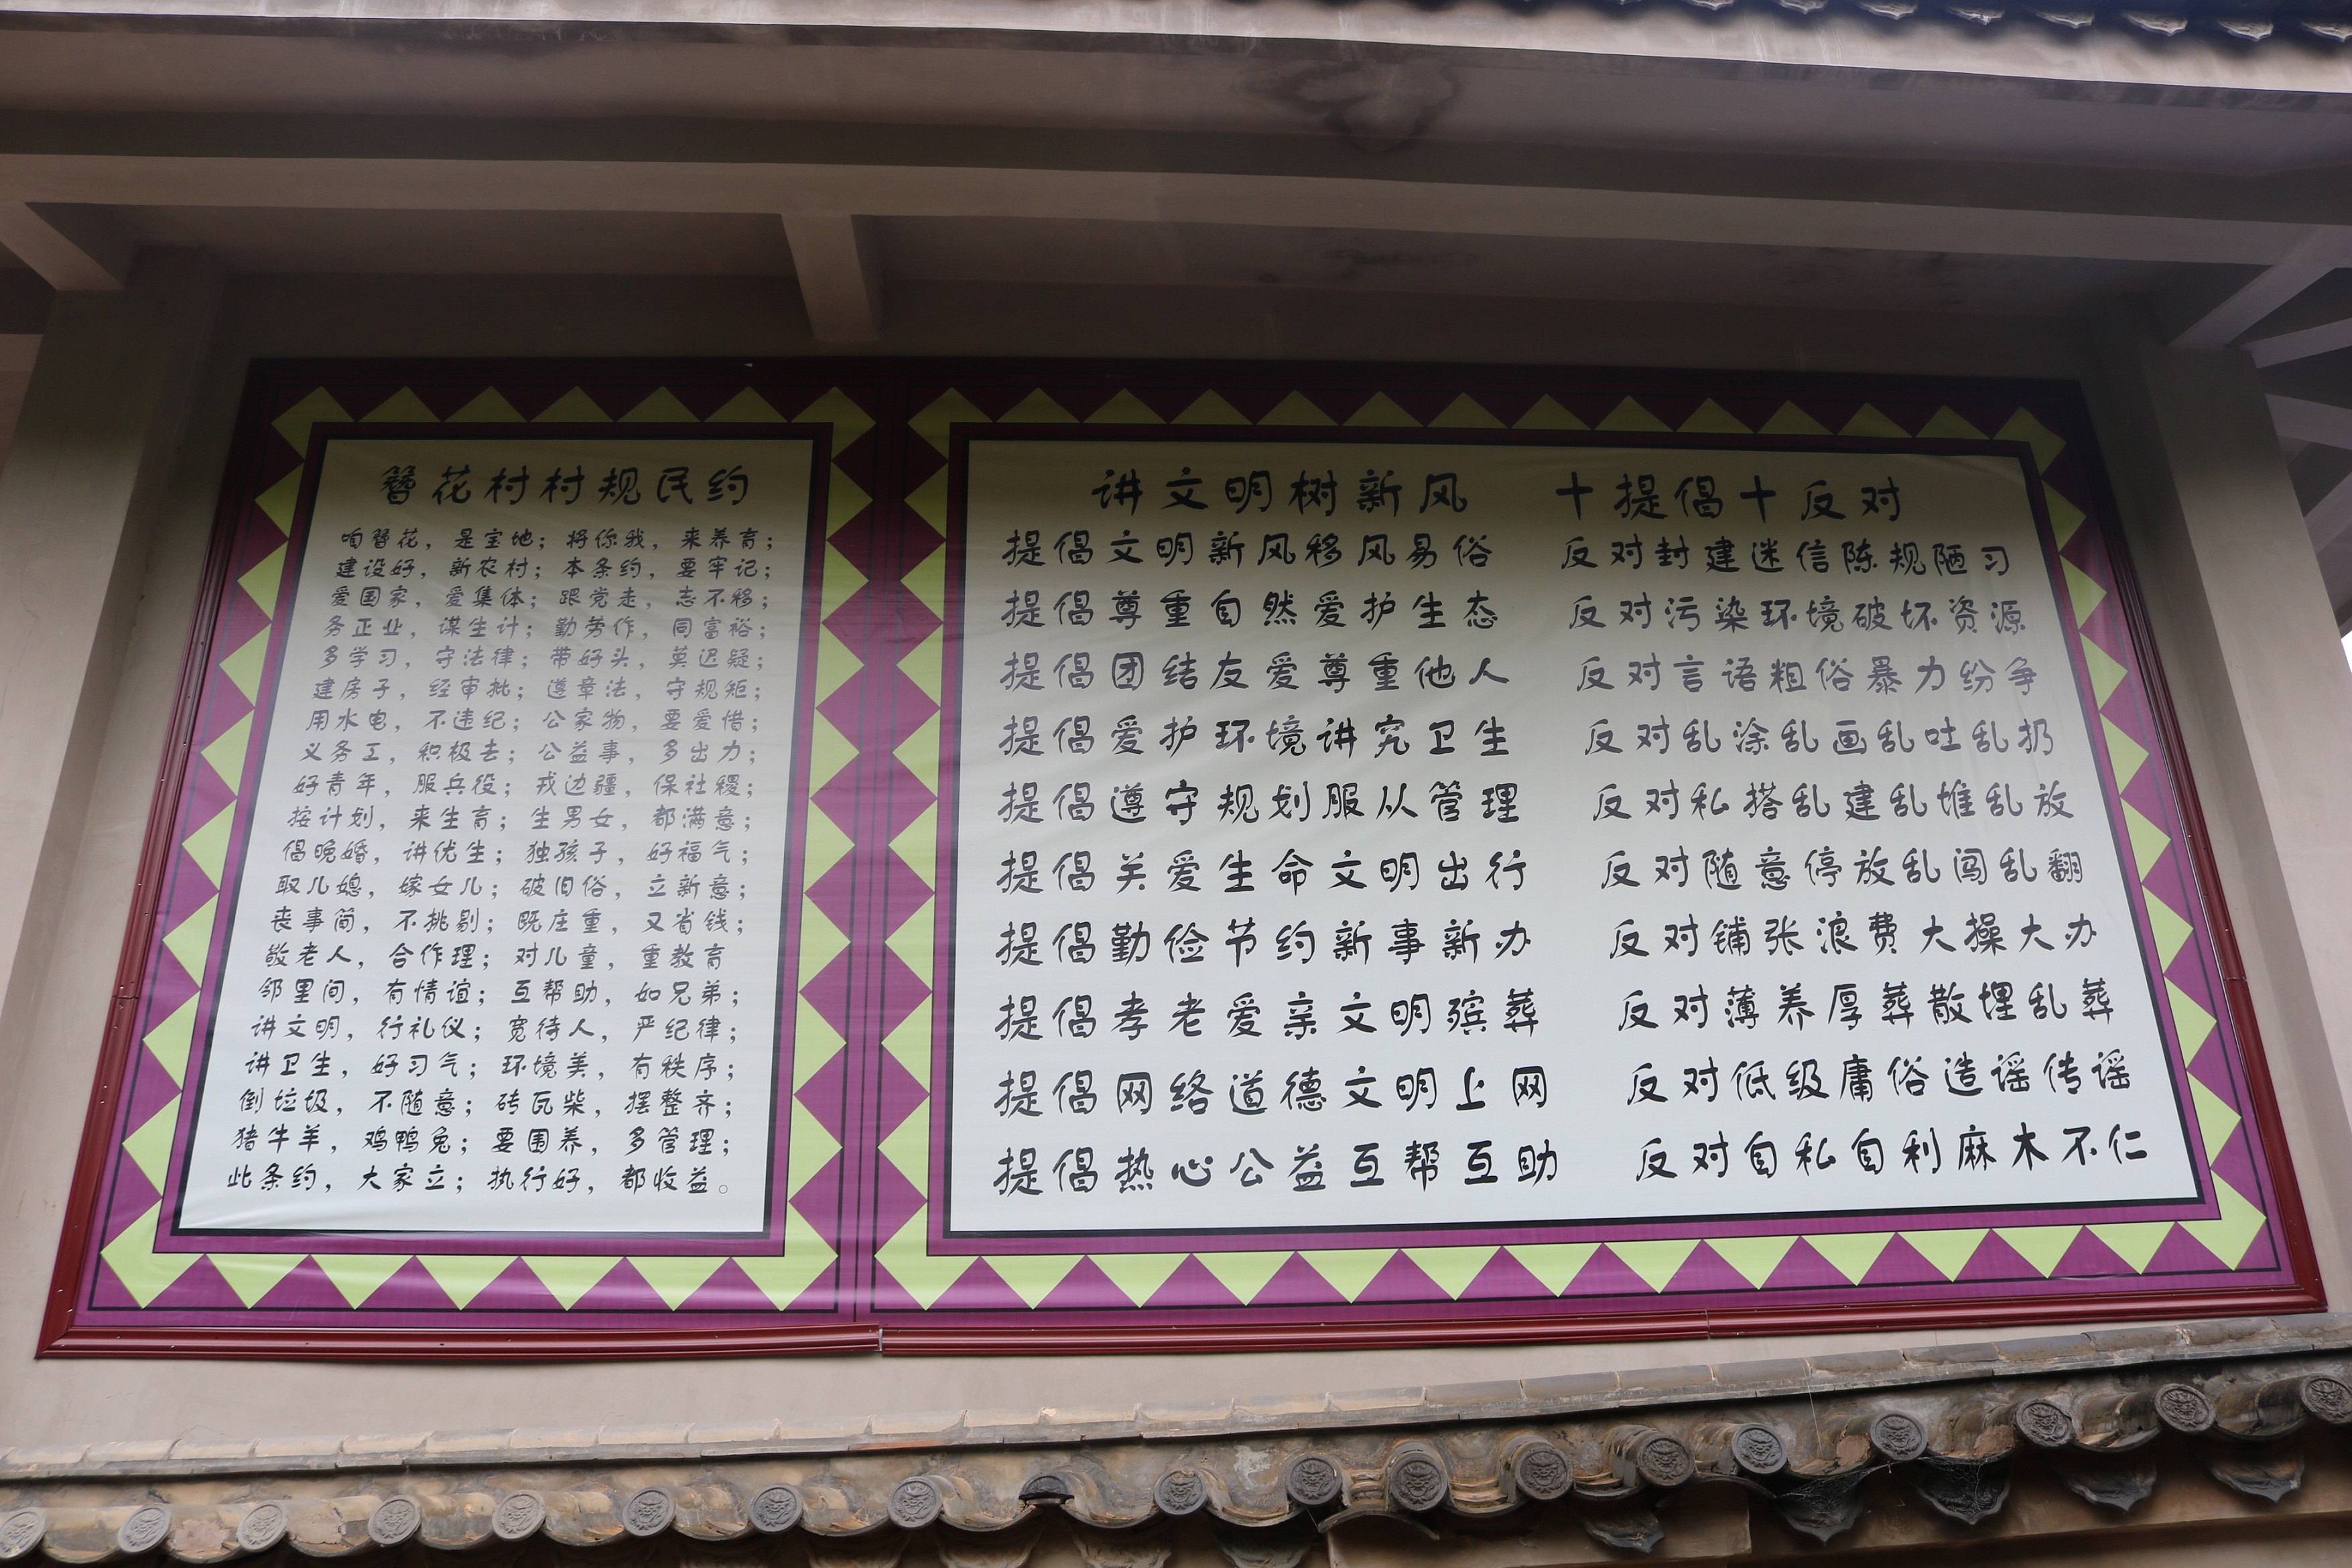 簪花村村规民约
咱簪花，是宝地；将你我，来养育；
建设好，新农村；本条约，要牢记；
爱国家，爱集体；跟党走，志不移；
务正业，谋生计；勤劳作，同富裕；
多学习，守法律；带好头，莫迟疑；
建房子，经审批；遵章法，守规矩；
用水电，不违纪；公家物，要爱惜；
义务工，积极去；公益事，多出力；
好青年，服兵役；戎边疆，保社稷；
按计划，来生育；生男女，都满意；
倡晚婚，讲优生；独孩子，好福气；
取儿媳，嫁女儿；破旧俗，立新意；
丧事简，不挑剔；既庄重，又省钱；
敬老人，合作理；对儿童，重教育
邻里间，有情谊；互帮助，如兄弟；
讲文明，行礼仪；宽待人，严纪律；
讲卫生，好习气；环境美，有秩序；
倒垃圾，不随意；砖瓦柴，摆整齐；
猪牛羊，鸡鸭兔；要围养，多管理；
此条约，大家立；执行好，都收益。
讲文明树新风 十提倡十反对
提倡文明新风移风易俗 反对封建迷信陈规陋习
提倡尊重自然爱护生态 反对污染环境破坏资源
提倡团结友爱尊重他人 反对言语粗俗暴力纷争
提倡爱护环境讲究卫生 反对乱涂乱画乱吐乱扔
提倡遵守规划服从管理 反对私搭乱建乱堆乱放
提倡关爱生命文明出行 反对随意停放乱闯乱翻
提倡勤俭节约新事新办 反对铺张浪费大操大办
提倡孝老爱亲文明殡葬 反对薄养厚葬散埋乱葬
提倡网络道德文明上网 反对低级庸俗造谣传谣
提倡热心公益互帮互助 反对自私自利麻木不仁